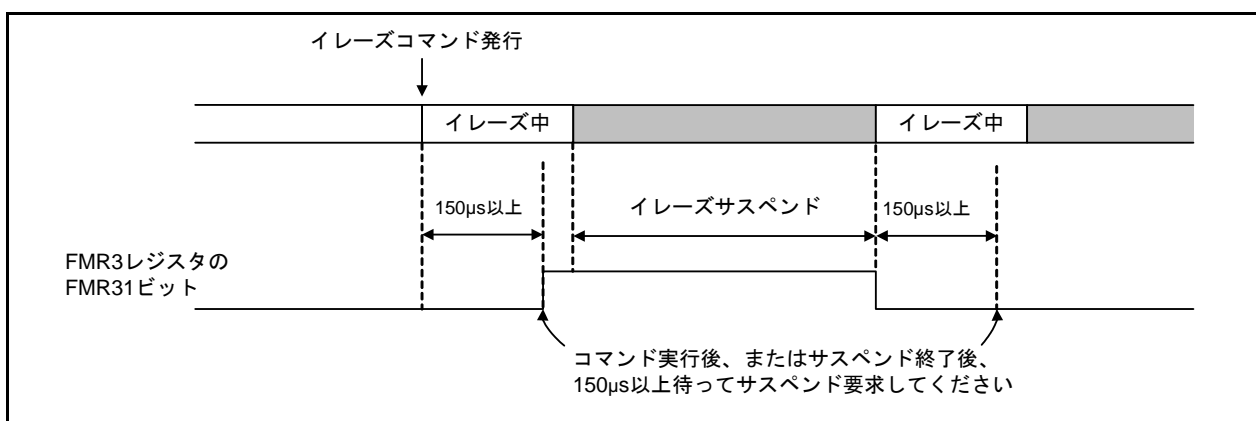 イレーズコマンド発行
イレーズ中
イレーズ中
150µs以上
イレーズサスペンド
150µs以上
FMR3レジスタの
FMR31ビット
コマンド実行後、またはサスペンド終了後、
150µs以上待ってサスペンド要求してください